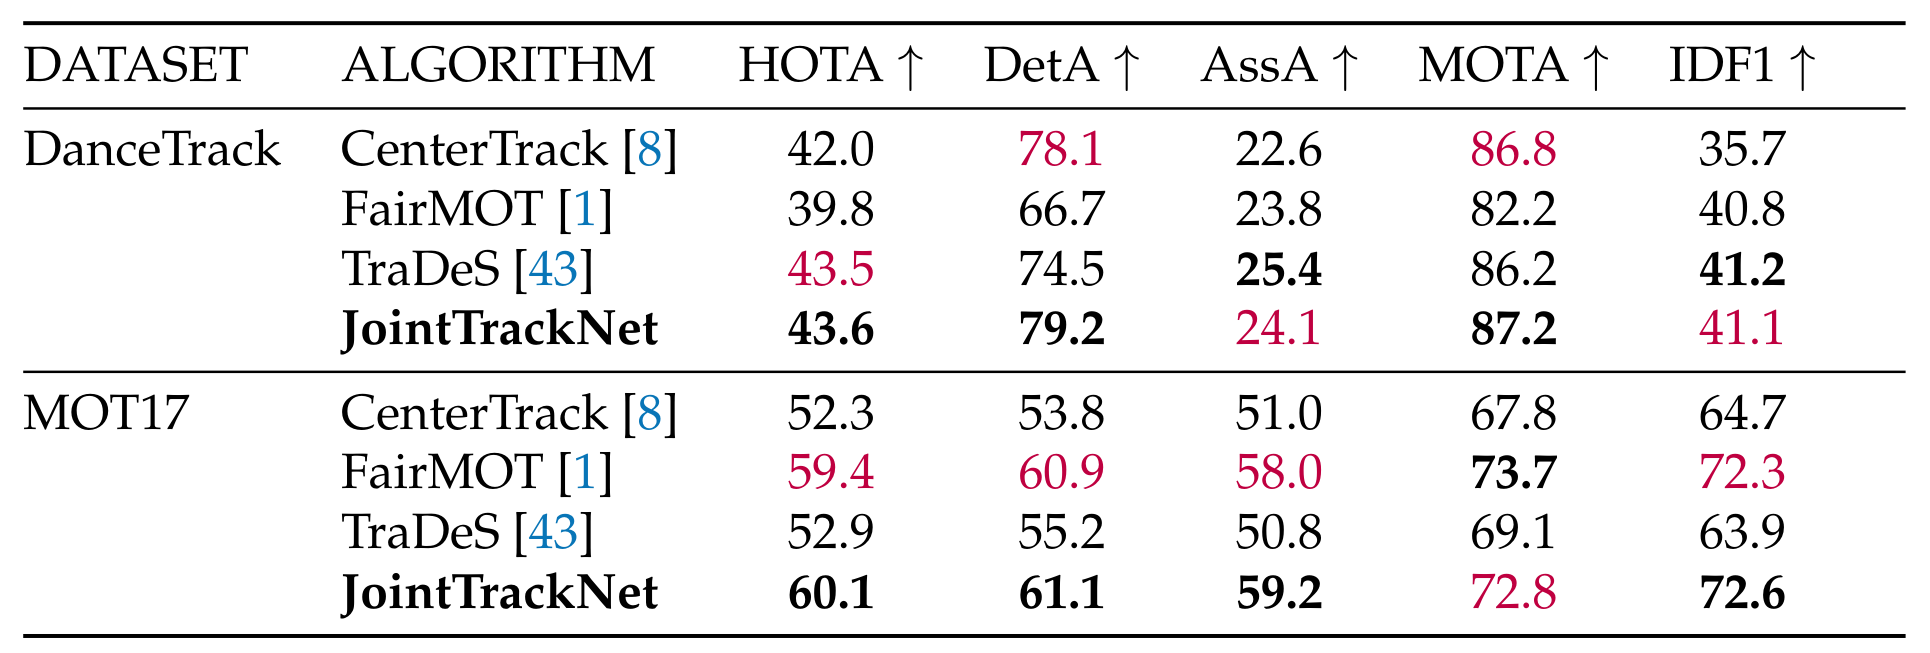 DATASET ALGORITHM HOTA ↑ DetA ↑ AssA ↑ MOTA ↑ IDF1 ↑
DanceTrack CenterTrack [8] 42.0 78.1 22.6 86.8 35.7
FairMOT [1] 39.8 66.7 23.8 82.2 40.8
TraDeS [43] 43.5 74.5 25.4 86.2 41.2
JointTrackNet 43.6 79.2 24.1 87.2 41.1
MOT17 CenterTrack [8] 52.3 53.8 51.0 67.8 64.7
FairMOT [1] 59.4 60.9 58.0 73.7 72.3
TraDeS [43] 52.9 55.2 50.8 69.1 63.9
JointTrackNet 60.1 61.1 59.2 72.8 72.6